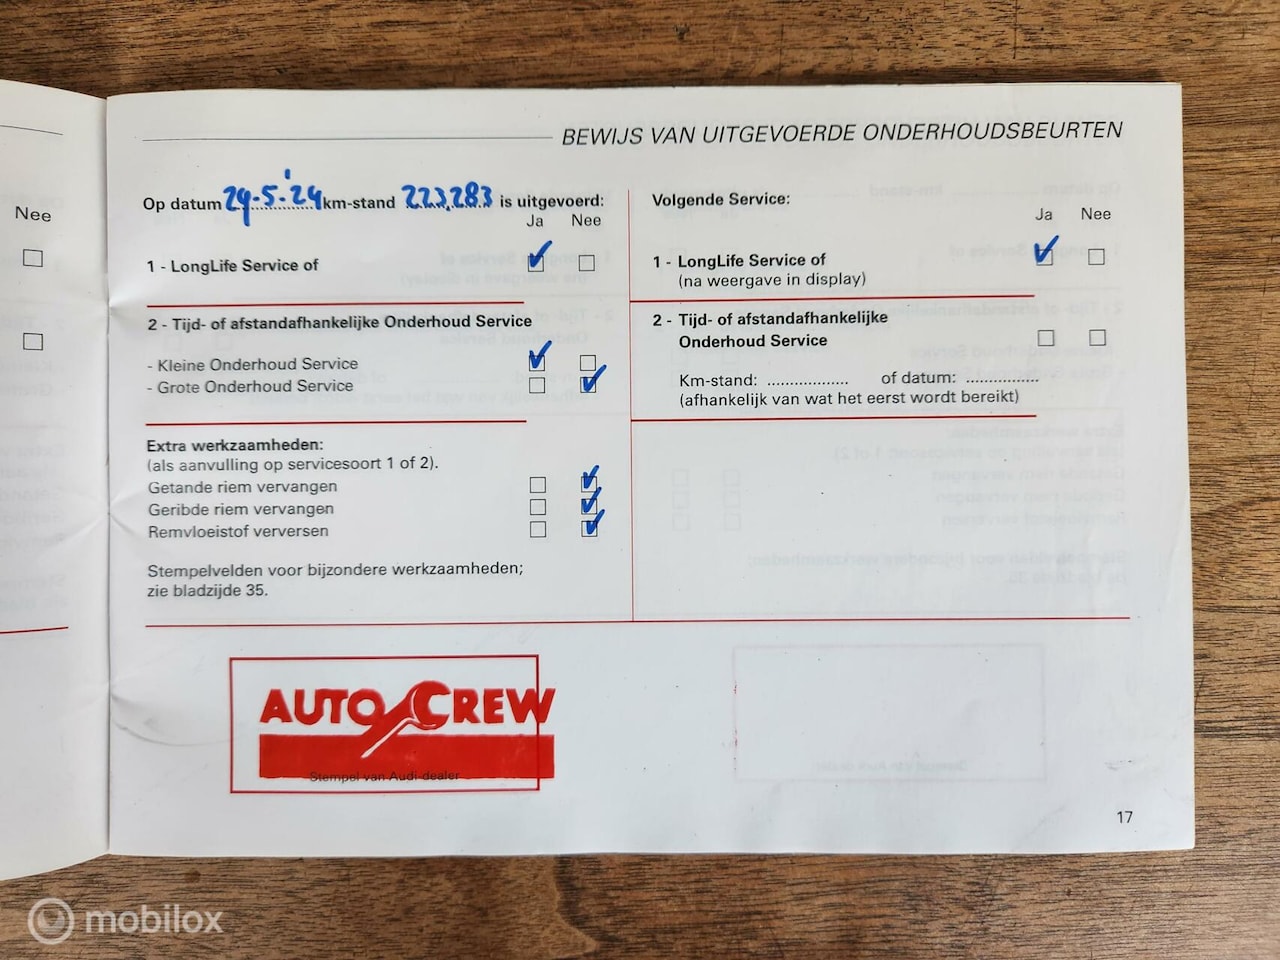 BEWIJS VAN UITGEVOERDE ONDERHOUDSBEURTEN
Nee
Op datum 29-5-'24 km-stand 223.283 is uitgevoerd:
Ja Nee
1 - LongLife Service of
2 - Tijd- of afstandafhankelijke Onderhoud Service
- Kleine Onderhoud Service
- Grote Onderhoud Service
Extra werkzaamheden:
(als aanvulling op servicesoort 1 of 2).
Getande riem vervangen
Geribde riem vervangen
Remvloeistof verversen
Stempelvelden voor bijzondere werkzaamheden;
zie bladzijde 35.
AUTO CREW
Stempel van Audi-dealer
Volgende Service:
Ja Nee
1 - LongLife Service of
(na weergave in display)
2 - Tijd- of afstandafhankelijke
Onderhoud Service
Km-stand: .................. of datum: ................
(afhankelijk van wat het eerst wordt bereikt)
17
mobilox